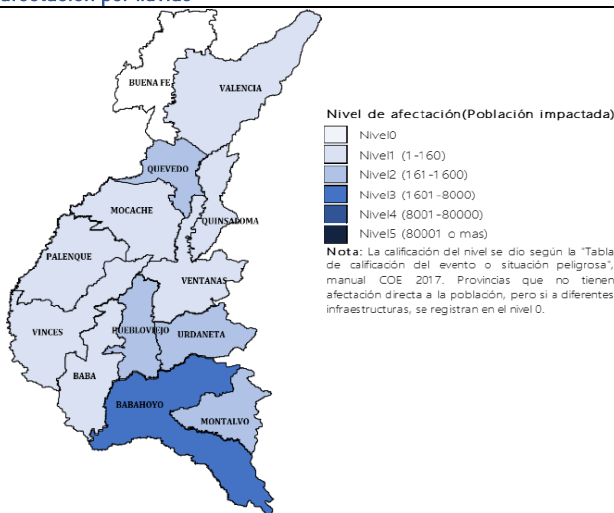 afectación por lluvias
BUENA FE
VALENCIA
QUEVEDO
MOCACHE
QUINSALOMA
PALENQUE
VENTANAS
VINCES
PUEBLOVIEJO
URDANETA
BABA
BABAHOYO
MONTALVO
Nivel de afectación(Población impactada)
Nivel0
Nivel1 (1-160)
Nivel2 (161-1600)
Nivel3 (1601-8000)
Nivel4 (8001-80000)
Nivel5 (80001 o mas)
Nota: La calificación del nivel se dio según la "Tabla
de calificación del evento o situación peligrosa",
manual COE 2017. Provincias que no tienen
afectación directa a la población, pero si a diferentes
infraestructuras, se registran en el nivel 0.